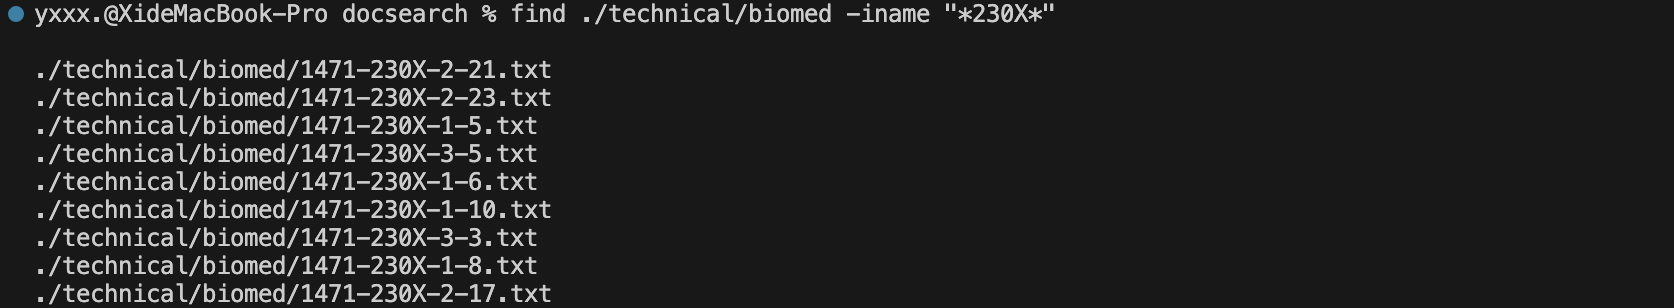 yxxx.@XideMacBook-Pro docsearch % find ./technical/biomed -iname "*230X*"
./technical/biomed/1471-230X-2-21.txt
./technical/biomed/1471-230X-2-23.txt
./technical/biomed/1471-230X-1-5.txt
./technical/biomed/1471-230X-3-5.txt
./technical/biomed/1471-230X-1-6.txt
./technical/biomed/1471-230X-1-10.txt
./technical/biomed/1471-230X-3-3.txt
./technical/biomed/1471-230X-1-8.txt
./technical/biomed/1471-230X-2-17.txt